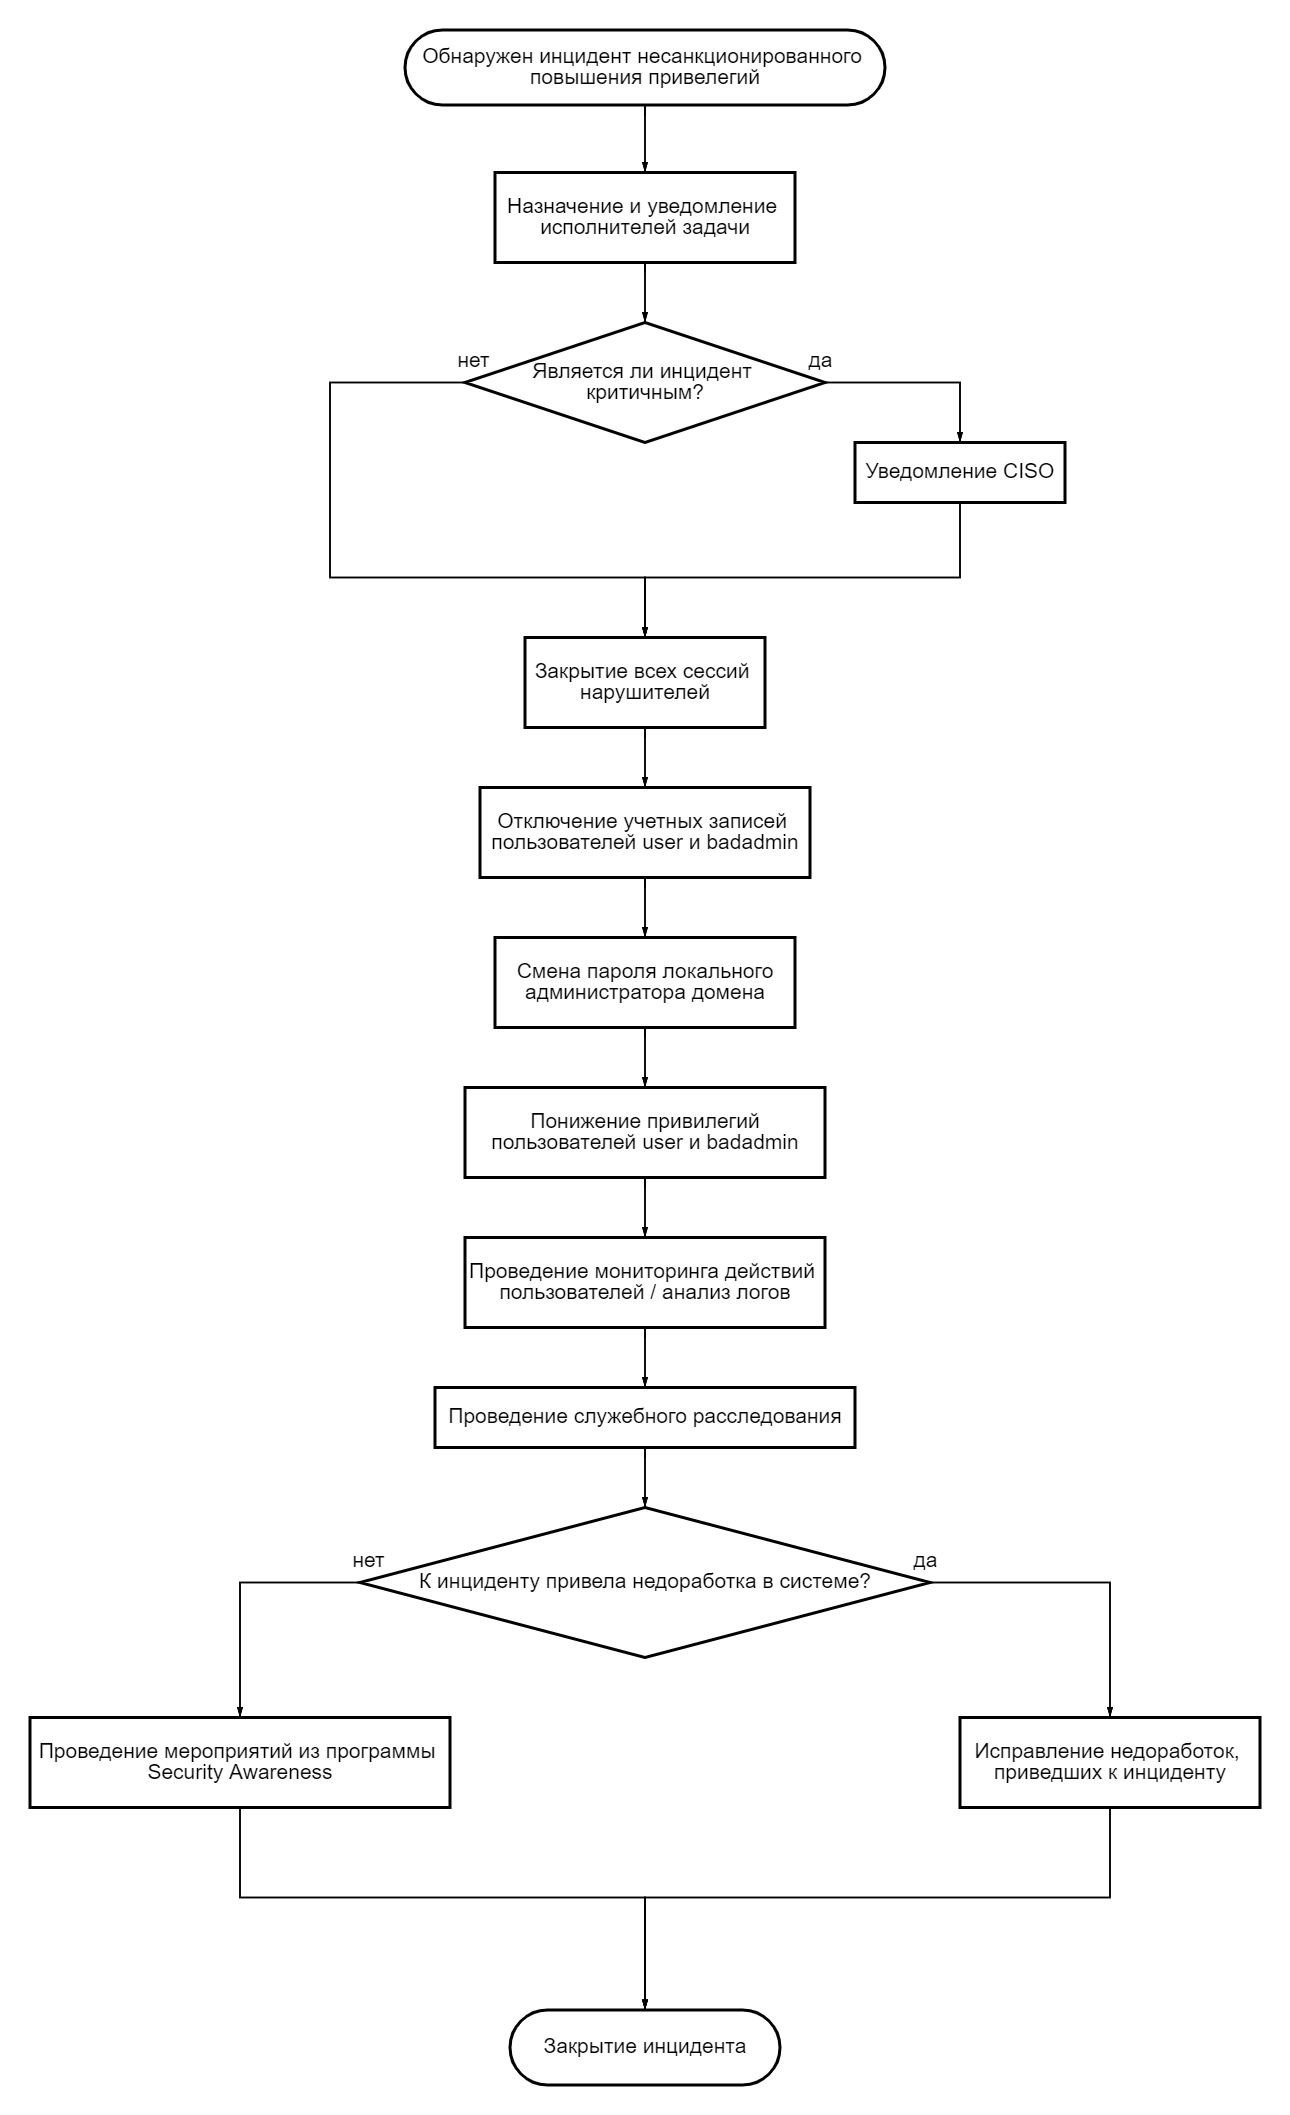 Обнаружен инцидент несанкционированного
повышения привелегий
Назначение и уведомление
исполнителей задачи
нет
да
Является ли инцидент
критичным?
Уведомление CISO
Закрытие всех сессий
нарушителей
Отключение учетных записей
пользователей user и badadmin
Смена пароля локального
администратора домена
Понижение привилегий
пользователей user и badadmin
Проведение мониторинга действий
пользователей / анализ логов
Проведение служебного расследования
нет
да
К инциденту привела недоработка в системе?
Проведение мероприятий из программы
Security Awareness
Исправление недоработок,
приведших к инциденту
Закрытие инцидента